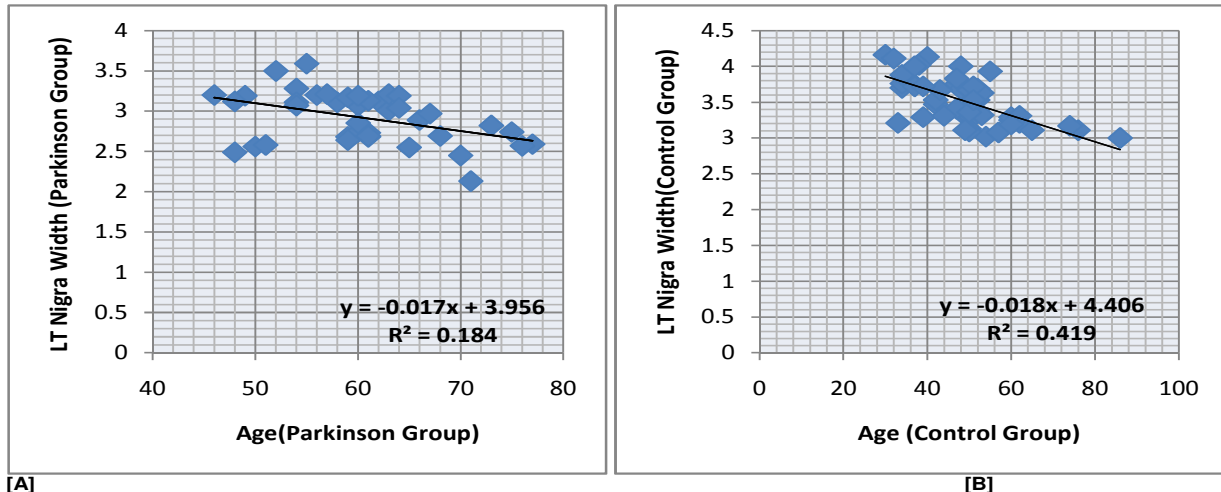 LT Nigra Width (Parkinson Group)
4
3.5
3
2.5
2
1.5
1
0.5
0
y = -0.017x + 3.956
R² = 0.184
40 50 60 70 80
Age(Parkinson Group)
[A]
LT Nigra Width(Control Group)
4.5
4
3.5
3
2.5
2
1.5
1
0.5
0
y = -0.018x + 4.406
R² = 0.419
0 20 40 60 80 100
Age (Control Group)
[B]